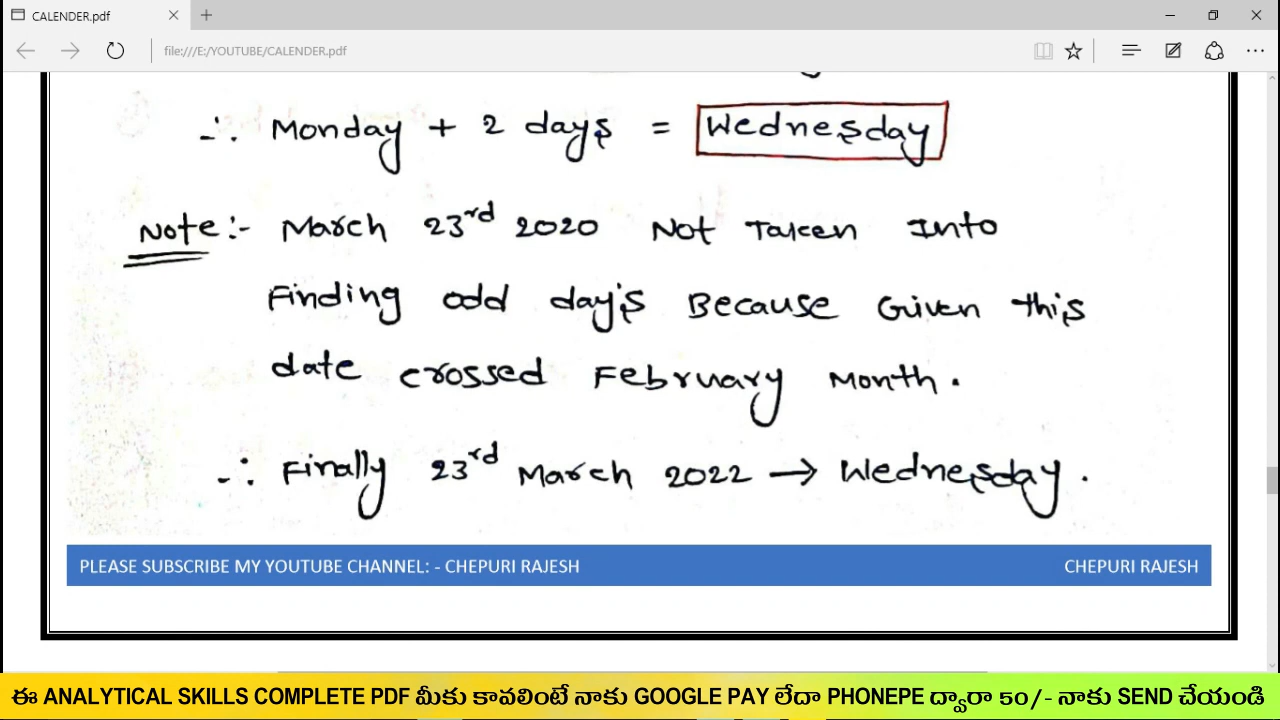 CALENDER.pdf
file:///E:/YOUTUBE/CALENDER.pdf
∴ Monday + 2 days = Wednesday
Note:- March 23rd 2020 Not Taken Into
Finding odd day's Because Given this
date crossed February Month.
∴ Finally 23rd March 2022 → Wednesday.
PLEASE SUBSCRIBE MY YOUTUBE CHANNEL: - CHEPURI RAJESH CHEPURI RAJESH
ఈ ANALYTICAL SKILLS COMPLETE PDF మీకు కావలింటే నాకు GOOGLE PAY లేదా PHONEPE ద్వారా 50/- నాకు SEND చేయండి